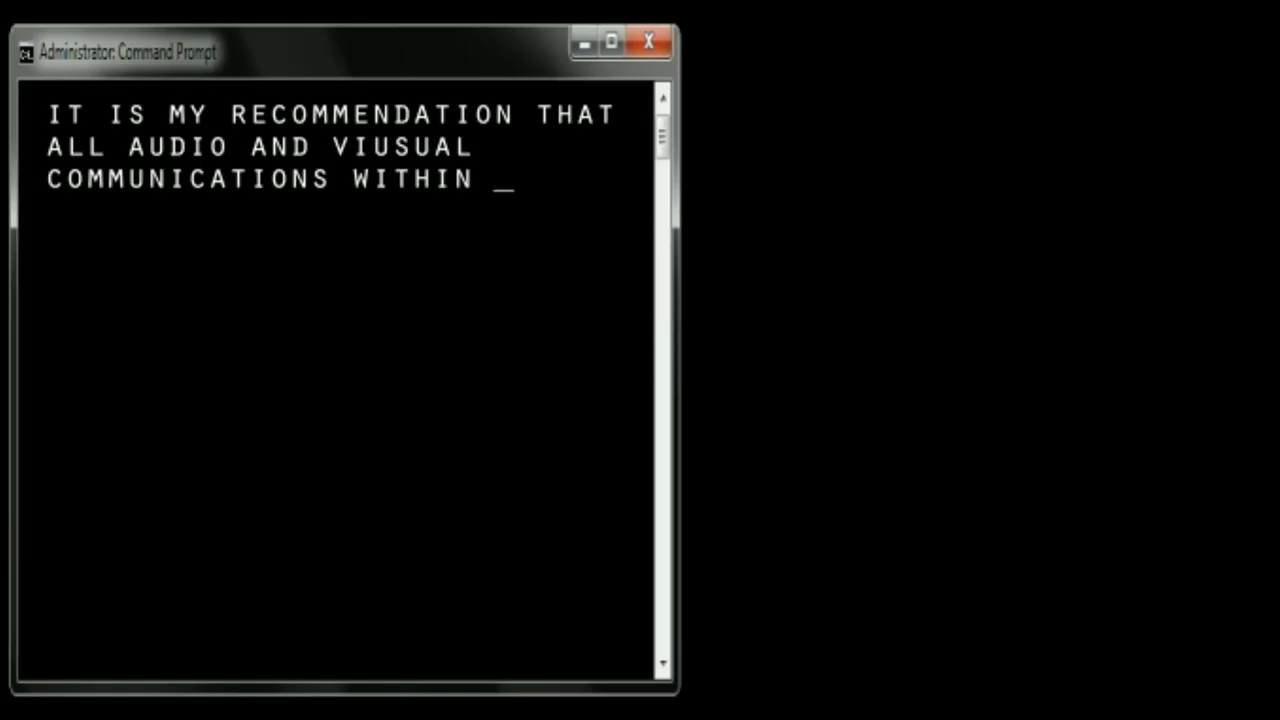 Administrator: Command Prompt
IT IS MY RECOMMENDATION THAT
ALL AUDIO AND VIUSUAL
COMMUNICATIONS WITHIN _